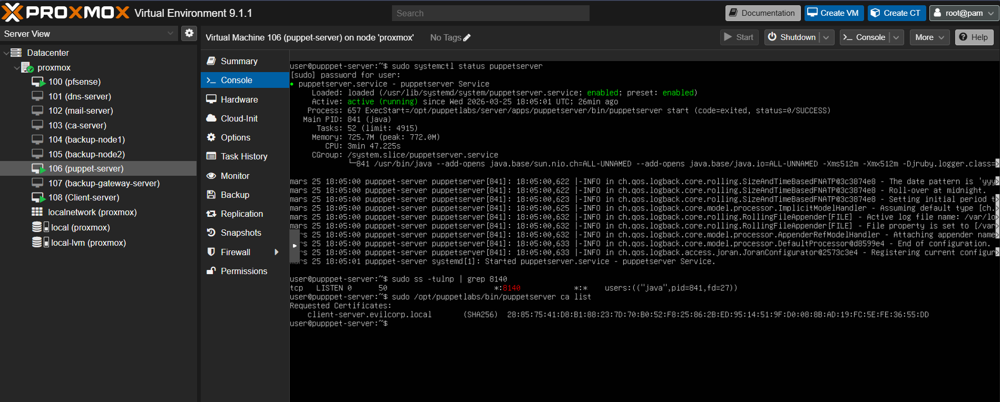 PROXMOX Virtual Environment 9.1.1
Search
Documentation
Create VM
Create CT
root@pam
Server View
Virtual Machine 106 (puppet-server) on node 'proxmox'
No Tags
Start
Shutdown
Console
More
Help
Datacenter
proxmox
100 (pfsense)
101 (dns-server)
102 (mail-server)
103 (ca-server)
104 (backup-node1)
105 (backup-node2)
106 (puppet-server)
107 (backup-gateway-server)
108 (Client-server)
localnetwork (proxmox)
local (proxmox)
local-lvm (proxmox)
Summary
Console
Hardware
Cloud-Init
Options
Task History
Monitor
Backup
Replication
Snapshots
Firewall
Permissions
user@pupppet-server:~$ sudo systemctl status puppetserver
[sudo] password for user:
● puppetserver.service - puppetserver Service
Loaded: loaded (/usr/lib/systemd/system/puppetserver.service; enabled; preset: enabled)
Active: active (running) since Wed 2026-03-25 18:05:01 UTC; 26min ago
Process: 657 ExecStart=/opt/puppetlabs/server/apps/puppetserver/bin/puppetserver start (code=exited, status=0/SUCCESS)
Main PID: 841 (java)
Tasks: 52 (limit: 4915)
Memory: 725.7M (peak: 772.0M)
CPU: 3min 47.225s
CGroup: /system.slice/puppetserver.service
└─841 /usr/bin/java --add-opens java.base/sun.nio.ch=ALL-UNNAMED --add-opens java.base/java.io=ALL-UNNAMED -Xms512m -Xmx512m -Djruby.logger.class=>
mars 25 18:05:00 pupppet-server puppetserver[841]: 18:05:00,622 |-INFO in ch.qos.logback.core.rolling.SizeAndTimeBasedFNATP@3c3874e8 - The date pattern is 'yyy>
mars 25 18:05:00 pupppet-server puppetserver[841]: 18:05:00,622 |-INFO in ch.qos.logback.core.rolling.SizeAndTimeBasedFNATP@3c3874e8 - Roll-over at midnight.
mars 25 18:05:00 pupppet-server puppetserver[841]: 18:05:00,623 |-INFO in ch.qos.logback.core.rolling.SizeAndTimeBasedFNATP@3c3874e8 - Setting initial period t>
mars 25 18:05:00 pupppet-server puppetserver[841]: 18:05:00,625 |-INFO in ch.qos.logback.core.model.processor.ImplicitModelHandler - Assuming default type [ch.>
mars 25 18:05:00 pupppet-server puppetserver[841]: 18:05:00,632 |-INFO in ch.qos.logback.core.rolling.RollingFileAppender[FILE] - Active log file name: /var/lo>
mars 25 18:05:00 pupppet-server puppetserver[841]: 18:05:00,632 |-INFO in ch.qos.logback.core.rolling.RollingFileAppender[FILE] - File property is set to [/var>
mars 25 18:05:00 pupppet-server puppetserver[841]: 18:05:00,632 |-INFO in ch.qos.logback.core.model.processor.AppenderRefModelHandler - Attaching appender name>
rs 25 18:05:00 pupppet-server puppetserver[841]: 18:05:00,633 |-INFO in ch.qos.logback.core.model.processor.DefaultProcessor@d8599e4 - End of configuration.
rs 25 18:05:00 pupppet-server puppetserver[841]: 18:05:00,633 |-INFO in ch.qos.logback.access.joran.JoranConfigurator@2573c3e4 - Registering current configur>
rs 25 18:05:01 pupppet-server systemd[1]: Started puppetserver.service - puppetserver Service.
user@pupppet-server:~$ sudo ss -tulnp | grep 8140
tcp LISTEN 0 50 *:8140 *:* users:(("java",pid=841,fd=27))
user@pupppet-server:~$ sudo /opt/puppetlabs/bin/puppetserver ca list
Requested Certificates:
client-server.evilcorp.local (SHA256) 28:85:75:41:D8:B1:88:23:7D:70:B0:52:F8:25:86:2B:ED:95:14:51:9F:D0:08:8B:AD:19:FC:5E:FE:36:55:DD
user@pupppet-server:~$